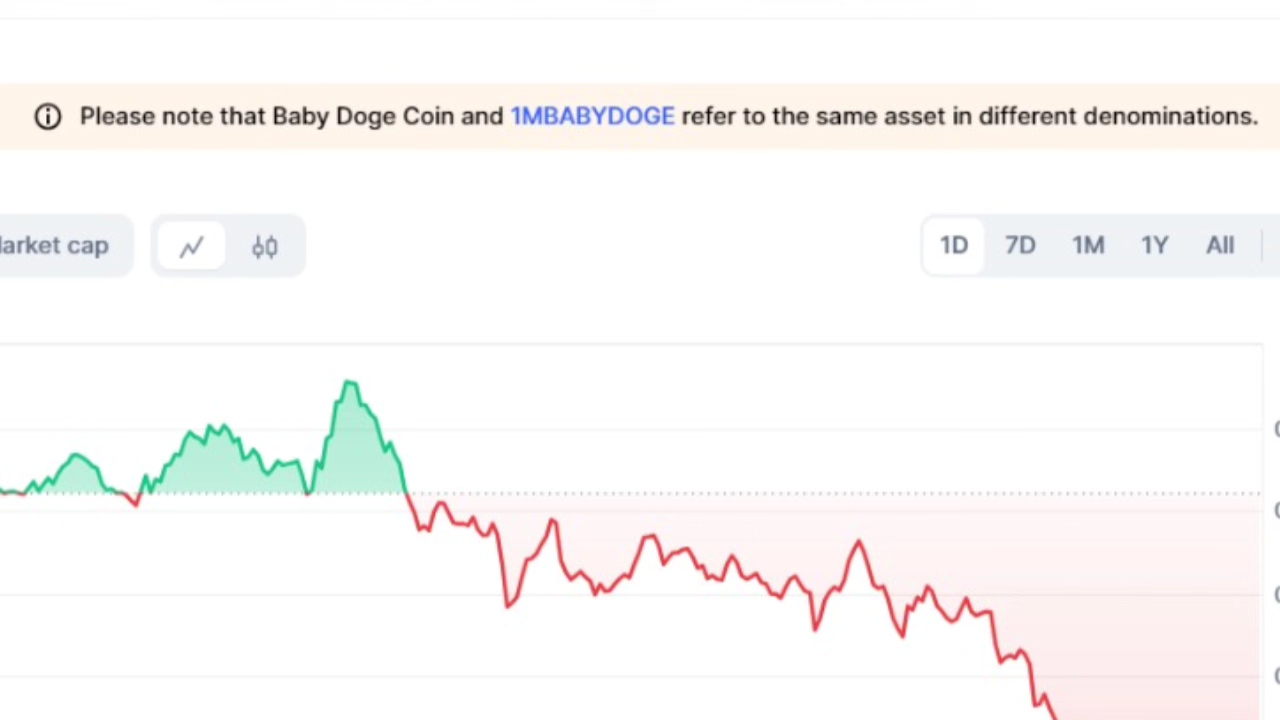 Please note that Baby Doge Coin and 1MBABYDOGE refer to the same asset in different denominations.
cap
1D 7D 1M 1Y All